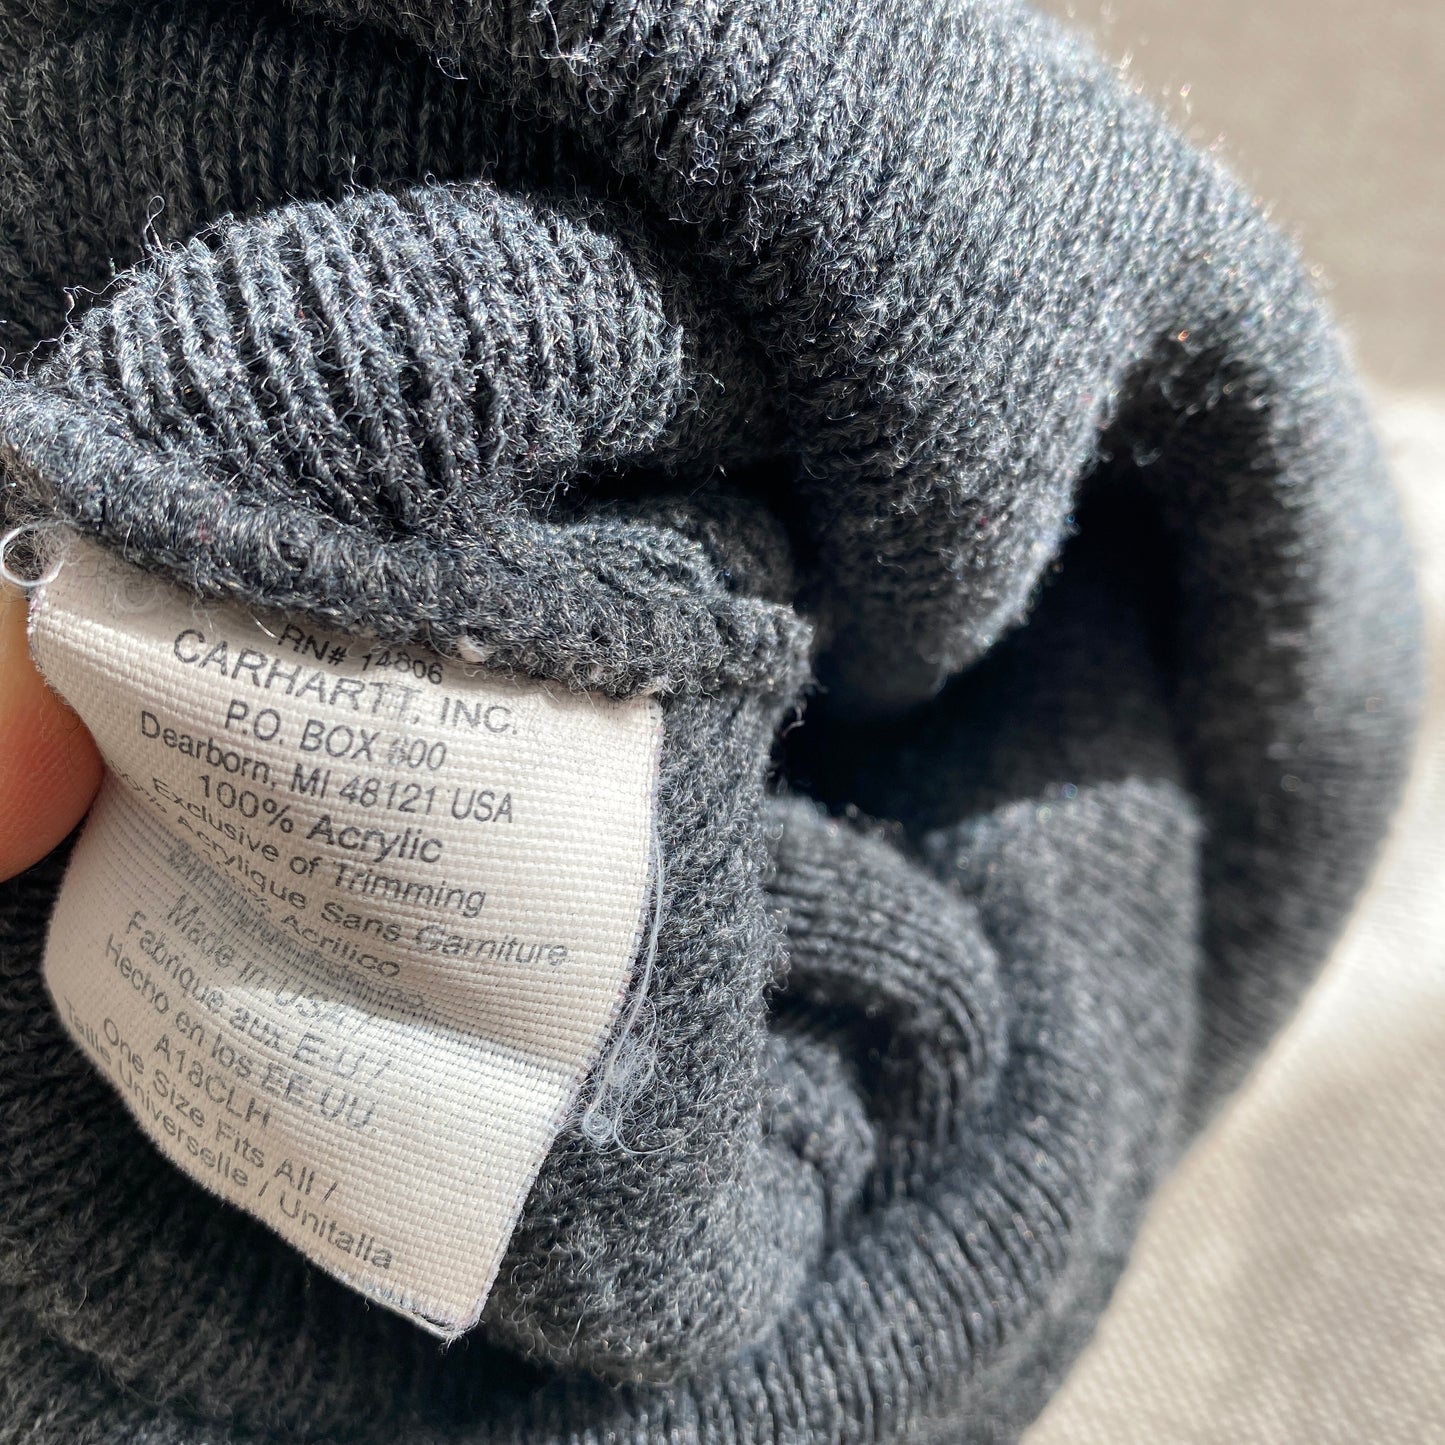 RN# 14806
CARHARTT, INC.
P.O. BOX 600
Dearborn, MI 48121 USA
100% Acrylic
Exclusive of Trimming
Acrylique Sans Garniture
Acrilico
Made in USA /
Fabrique aux E-U /
Hecho en los EE.UU
A18CLH
One Size Fits All /
Taille Universelle / Unitalla